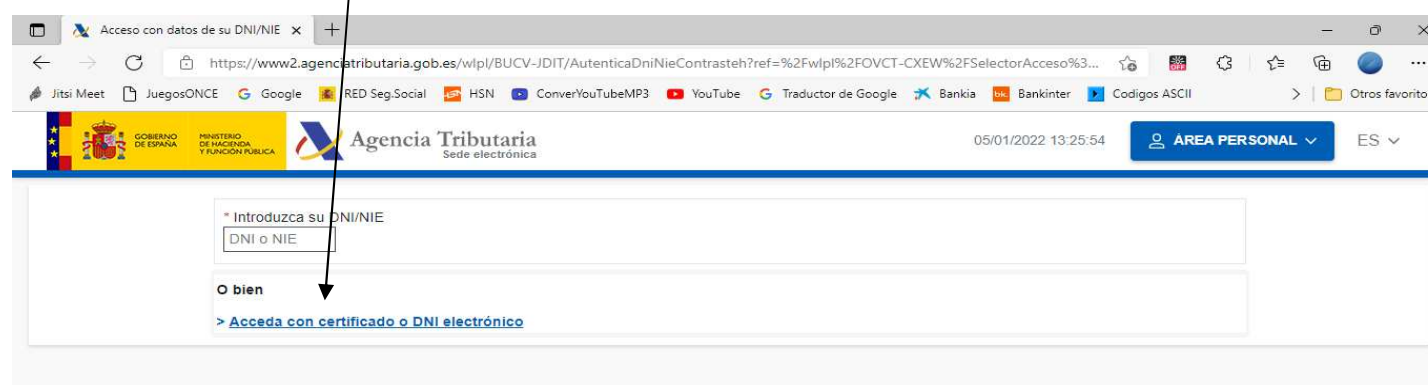 Acceso con datos de su DNI/NIE
https://www2.agenciatributaria.gob.es/wlpl/BUCV-JDIT/AutenticaDniNieContrasteh?ref=%2Fwlpl%2FOVCT-CXEW%2FSelectorAcceso%3...
Jitsi Meet JuegosONCE Google RED Seg.Social HSN ConverYouTubeMP3 YouTube Traductor de Google Bankia bk. Bankinter Codigos ASCII Otros favorito
GOBIERNO DE ESPAÑA
MINISTERIO
DE HACIENDA
Y FUNCIÓN PÚBLICA
Agencia Tributaria
Sede electrónica
05/01/2022 13:25:54 ÁREA PERSONAL ES
* Introduzca su DNI/NIE
DNI o NIE
O bien
> Acceda con certificado o DNI electrónico